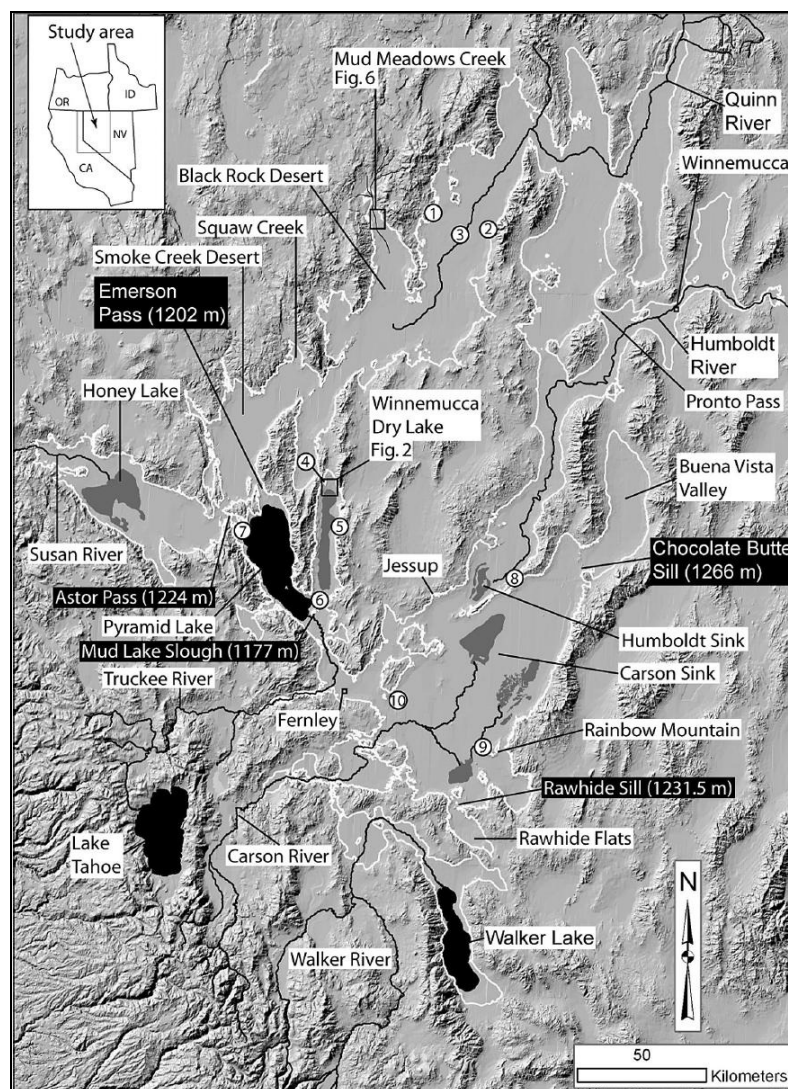 Study area
OR
ID
NV
CA
Mud Meadows Creek
Fig. 6
Quinn
River
Winnemucca
Black Rock Desert
1
2
3
Squaw Creek
Smoke Creek Desert
Emerson
Pass (1202 m)
Humboldt
River
Honey Lake
Pronto Pass
Winnemucca
Dry Lake
Fig. 2
4
Buena Vista
Valley
5
7
Susan River
Jessup
Chocolate Butte
Sill (1266 m)
8
Astor Pass (1224 m)
6
Pyramid Lake
Humboldt Sink
Mud Lake Slough (1177 m)
Carson Sink
Truckee River
10
Fernley
9
Rainbow Mountain
Rawhide Sill (1231.5 m)
Lake
Tahoe
Carson River
Rawhide Flats
N
Walker Lake
Walker River
50
Kilometers